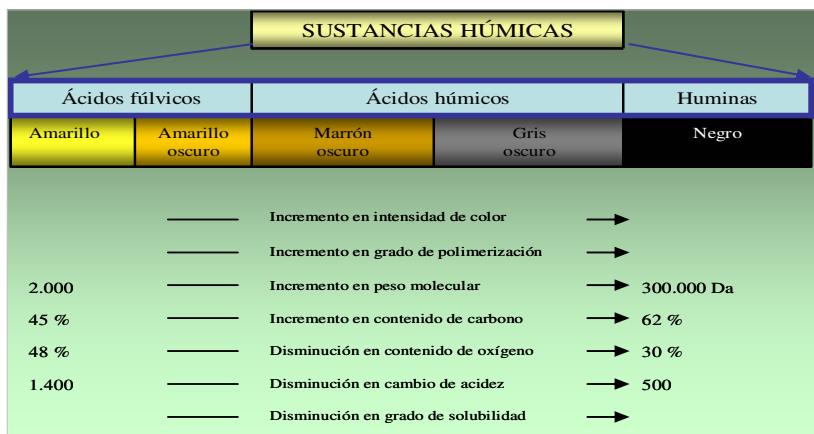 SUSTANCIAS HÚMICAS
Ácidos fúlvicos Ácidos húmicos Huminas
Amarillo Amarillo Marrón Gris Negro
oscuro oscuro oscuro
Incremento en intensidad de color
Incremento en grado de polimerización
2.000 Incremento en peso molecular 300.000 Da
45 % Incremento en contenido de carbono 62 %
48 % Disminución en contenido de oxígeno 30 %
1.400 Disminución en cambio de acidez 500
Disminución en grado de solubilidad